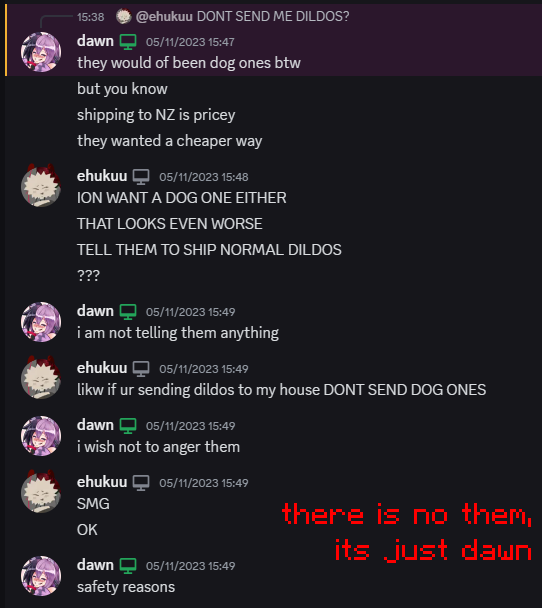 15:38 @ehukuu DONT SEND ME DILDOS?
dawn 05/11/2023 15:47
they would of been dog ones btw
but you know
shipping to NZ is pricey
they wanted a cheaper way
ehukuu 05/11/2023 15:48
ION WANT A DOG ONE EITHER
THAT LOOKS EVEN WORSE
TELL THEM TO SHIP NORMAL DILDOS
???
dawn 05/11/2023 15:49
i am not telling them anything
ehukuu 05/11/2023 15:49
likw if ur sending dildos to my house DONT SEND DOG ONES
dawn 05/11/2023 15:49
i wish not to anger them
ehukuu 05/11/2023 15:49
SMG
OK
there is no them,
its just dawn
dawn 05/11/2023 15:49
safety reasons